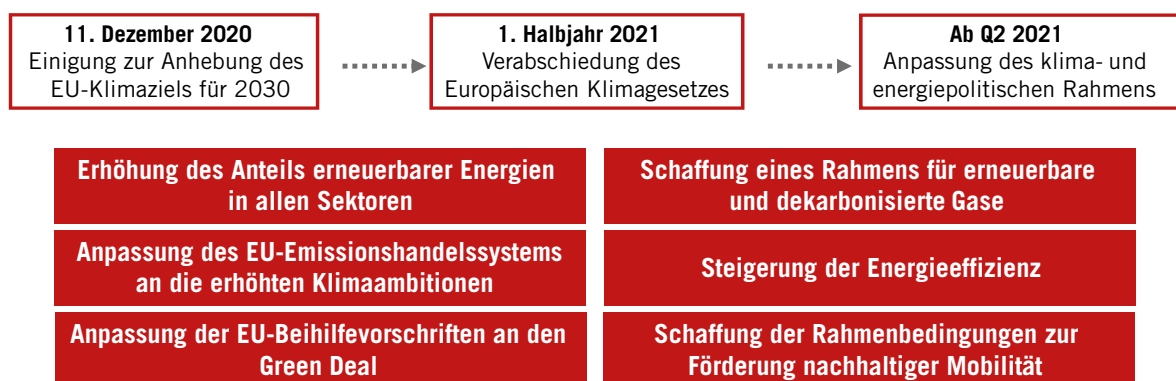 11. Dezember 2020
Einigung zur Anhebung des
EU-Klimaziels für 2030
1. Halbjahr 2021
Verabschiedung des
Europäischen Klimagesetzes
Ab Q2 2021
Anpassung des klima- und
energiepolitischen Rahmens
Erhöhung des Anteils erneuerbarer Energien
in allen Sektoren
Schaffung eines Rahmens für erneuerbare
und dekarbonisierte Gase
Anpassung des EU-Emissionshandelssystems
an die erhöhten Klimaambitionen
Steigerung der Energieeffizienz
Anpassung der EU-Beihilfevorschriften an den
Green Deal
Schaffung der Rahmenbedingungen zur
Förderung nachhaltiger Mobilität